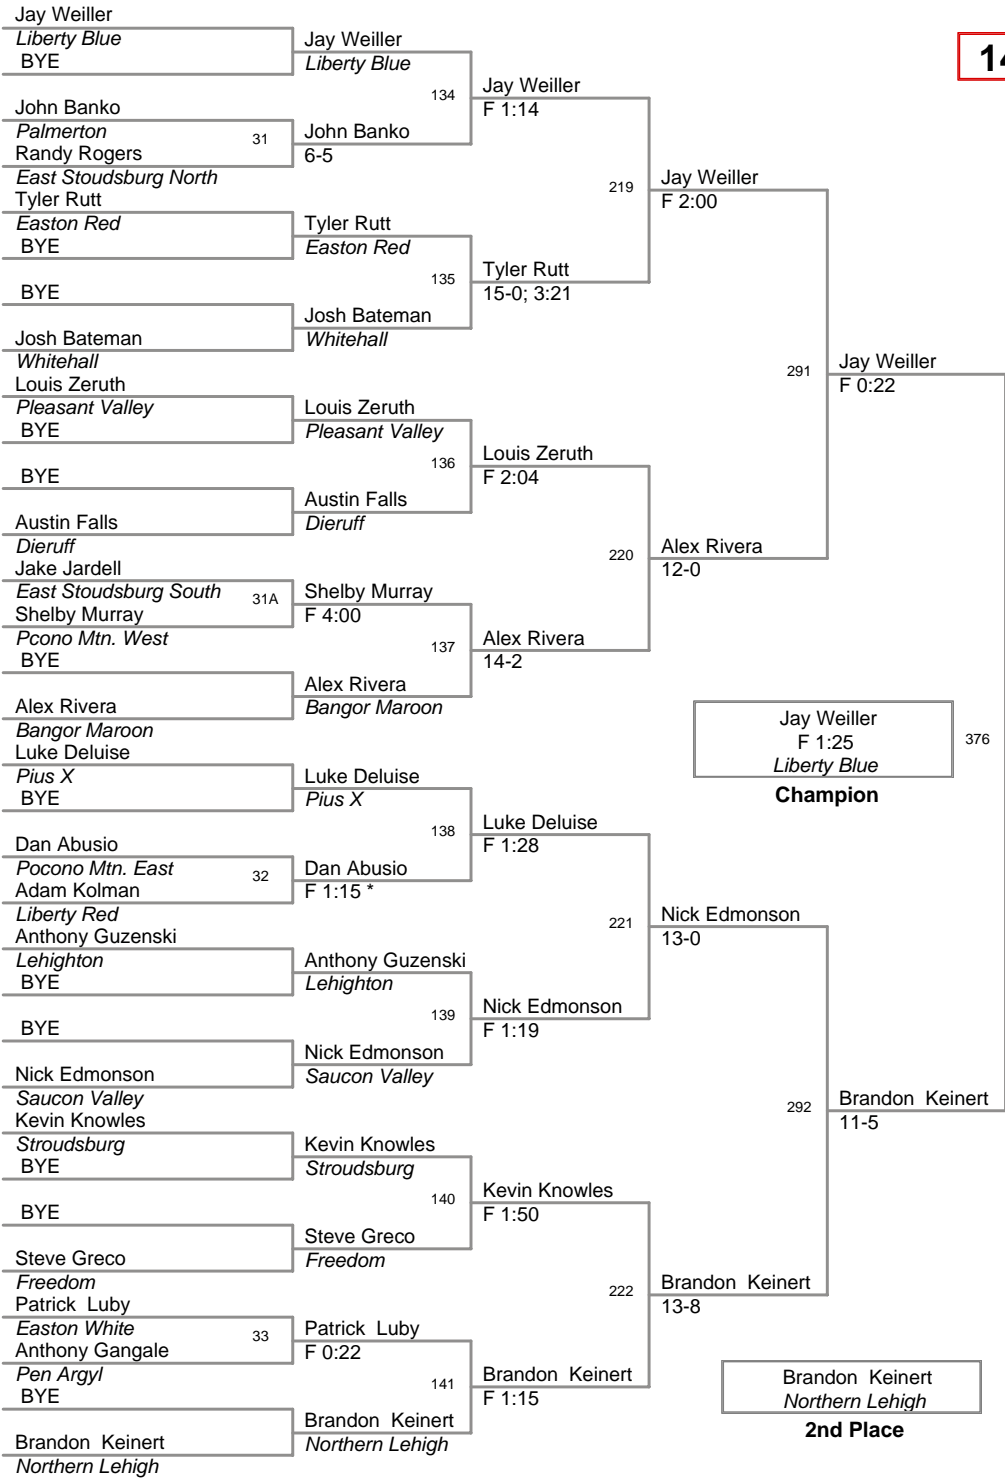 Jay Weiller
Liberty Blue
BYE
John Banko
Palmerton
Randy Rogers
East Stoudsburg North
Tyler Rutt
Easton Red
BYE
BYE
Josh Bateman
Whitehall
Louis Zeruth
Pleasant Valley
BYE
BYE
Austin Falls
Dieruff
Jake Jardell
East Stoudsburg South
Shelby Murray
Pcono Mtn. West
BYE
Alex Rivera
Bangor Maroon
Luke Deluise
Pius X
BYE
Dan Abusio
Pocono Mtn. East
Adam Kolman
Liberty Red
Anthony Guzenski
Lehighton
BYE
BYE
Nick Edmonson
Saucon Valley
Kevin Knowles
Stroudsburg
BYE
BYE
Steve Greco
Freedom
Patrick Luby
Easton White
Anthony Gangale
Pen Argyl
BYE
Brandon Keinert
Northern Lehigh
31
31A
32
33
Jay Weiller
Liberty Blue
John Banko
6-5
Tyler Rutt
Easton Red
Josh Bateman
Whitehall
Louis Zeruth
Pleasant Valley
Austin Falls
Dieruff
Shelby Murray
F 4:00
Alex Rivera
Bangor Maroon
Luke Deluise
Pius X
Dan Abusio
F 1:15 *
Anthony Guzenski
Lehighton
Nick Edmonson
Saucon Valley
Kevin Knowles
Stroudsburg
Steve Greco
Freedom
Patrick Luby
F 0:22
Brandon Keinert
Northern Lehigh
134
135
136
137
138
139
140
141
Jay Weiller
F 1:14
Tyler Rutt
15-0; 3:21
Louis Zeruth
F 2:04
Alex Rivera
14-2
Luke Deluise
F 1:28
Nick Edmonson
F 1:19
Kevin Knowles
F 1:50
Brandon Keinert
F 1:15
219
220
221
222
Jay Weiller
F 2:00
Alex Rivera
12-0
Nick Edmonson
13-0
Brandon Keinert
13-8
291
292
Jay Weiller
F 0:22
Brandon Keinert
11-5
14
Jay Weiller
F 1:25
Liberty Blue
376
Champion
Brandon Keinert
Northern Lehigh
2nd Place